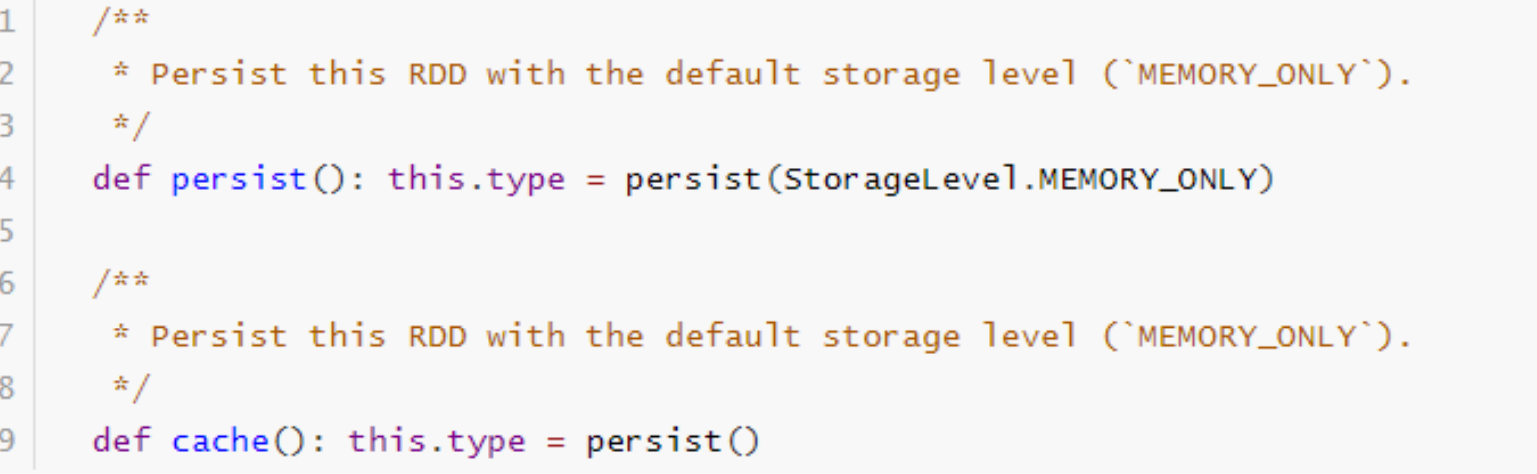 1 /**
2 * Persist this RDD with the default storage level (`MEMORY_ONLY`).
3 */
4 def persist(): this.type = persist(StorageLevel.MEMORY_ONLY)
5
6 /**
7 * Persist this RDD with the default storage level (`MEMORY_ONLY`).
8 */
9 def cache(): this.type = persist()